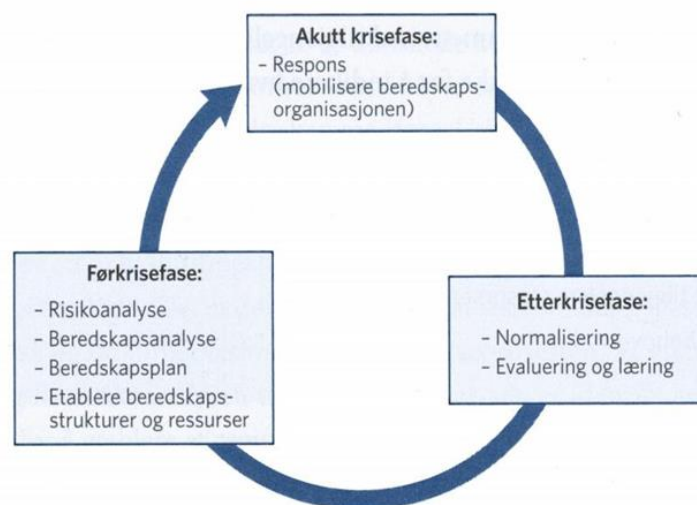 Akutt krisefase:
– Respons
(mobilisere beredskaps-
organisasjonen)
Førkrisefase:
– Risikoanalyse
– Beredskapsanalyse
– Beredskapsplan
– Etablere beredskaps-
strukturer og ressurser
Etterkrisefase:
– Normalisering
– Evaluering og læring